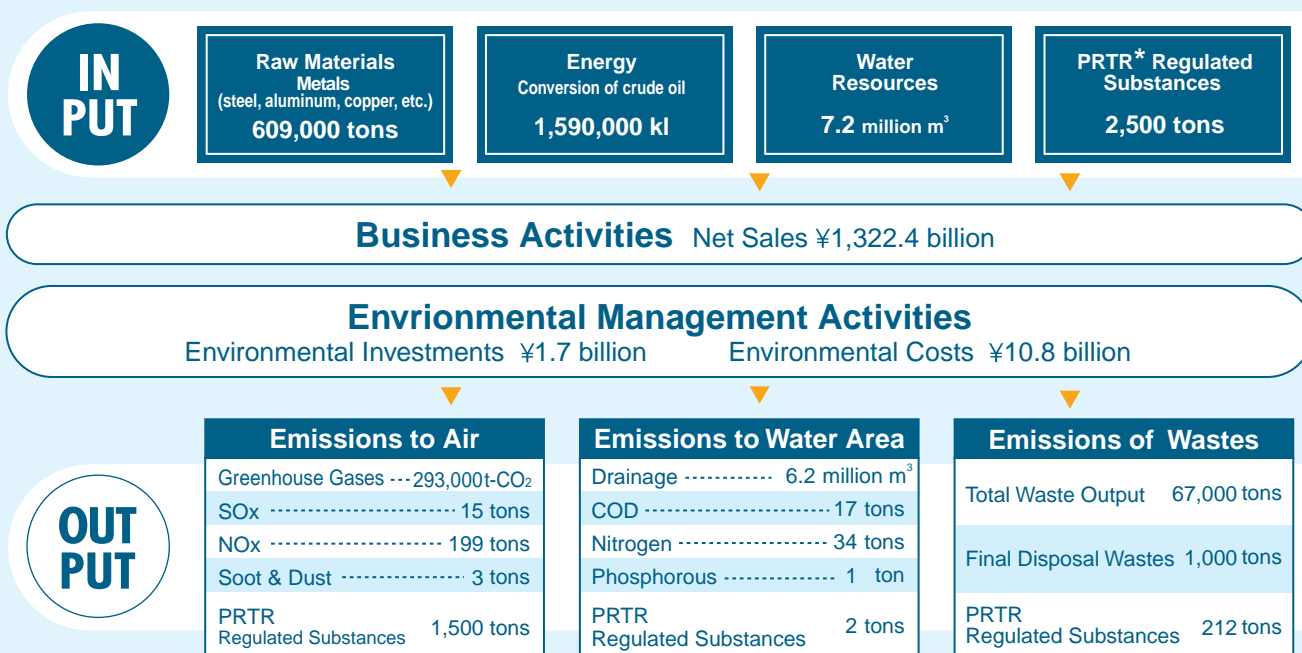 IN
PUT
Raw Materials
Metals
(steel, aluminum, copper, etc.)
609,000 tons
Energy
Conversion of crude oil
1,590,000 kl
Water
Resources
7.2 million m³
PRTR* Regulated
Substances
2,500 tons
Business Activities Net Sales ¥1,322.4 billion
Envrionmental Management Activities
Environmental Investments ¥1.7 billion Environmental Costs ¥10.8 billion
OUT
PUT
Emissions to Air
Greenhouse Gases ---293,000t-CO₂
SOx ---------------------- 15 tons
NOx --------------------- 199 tons
Soot & Dust -------------- 3 tons
PRTR
Regulated Substances 1,500 tons
Emissions to Water Area
Drainage ---------- 6.2 million m³
COD ------------------ 17 tons
Nitrogen -------------- 34 tons
Phosphorous ------------ 1 ton
PRTR
Regulated Substances 2 tons
Emissions of Wastes
Total Waste Output 67,000 tons
Final Disposal Wastes 1,000 tons
PRTR
Regulated Substances 212 tons